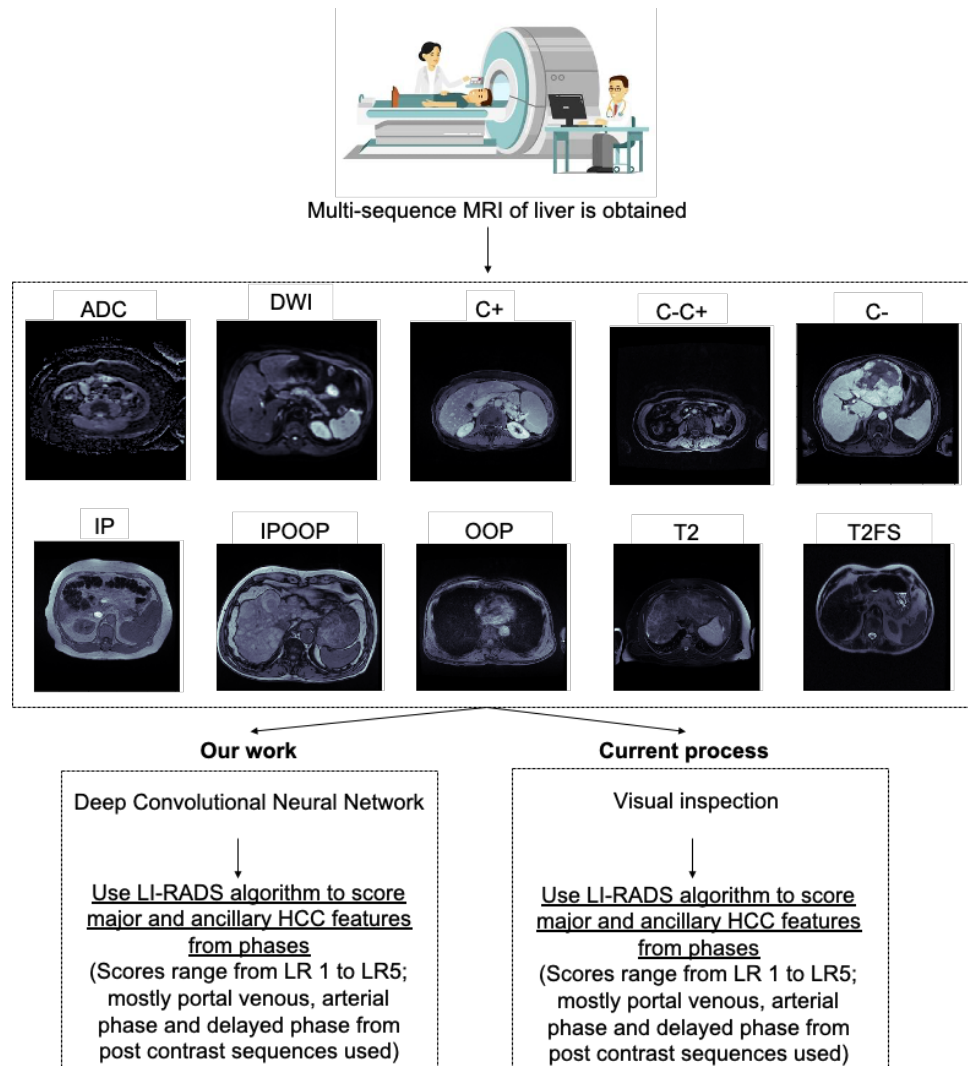 Multi-sequence MRI of liver is obtained
ADC
DWI
C+
C-C+
C-
IP
IPOOP
OOP
T2
T2FS
Our work
Deep Convolutional Neural Network
Use LI-RADS algorithm to score
major and ancillary HCC features
from phases
(Scores range from LR 1 to LR5;
mostly portal venous, arterial
phase and delayed phase from
post contrast sequences used)
Current process
Visual inspection
Use LI-RADS algorithm to score
major and ancillary HCC features
from phases
(Scores range from LR 1 to LR5;
mostly portal venous, arterial
phase and delayed phase from
post contrast sequences used)